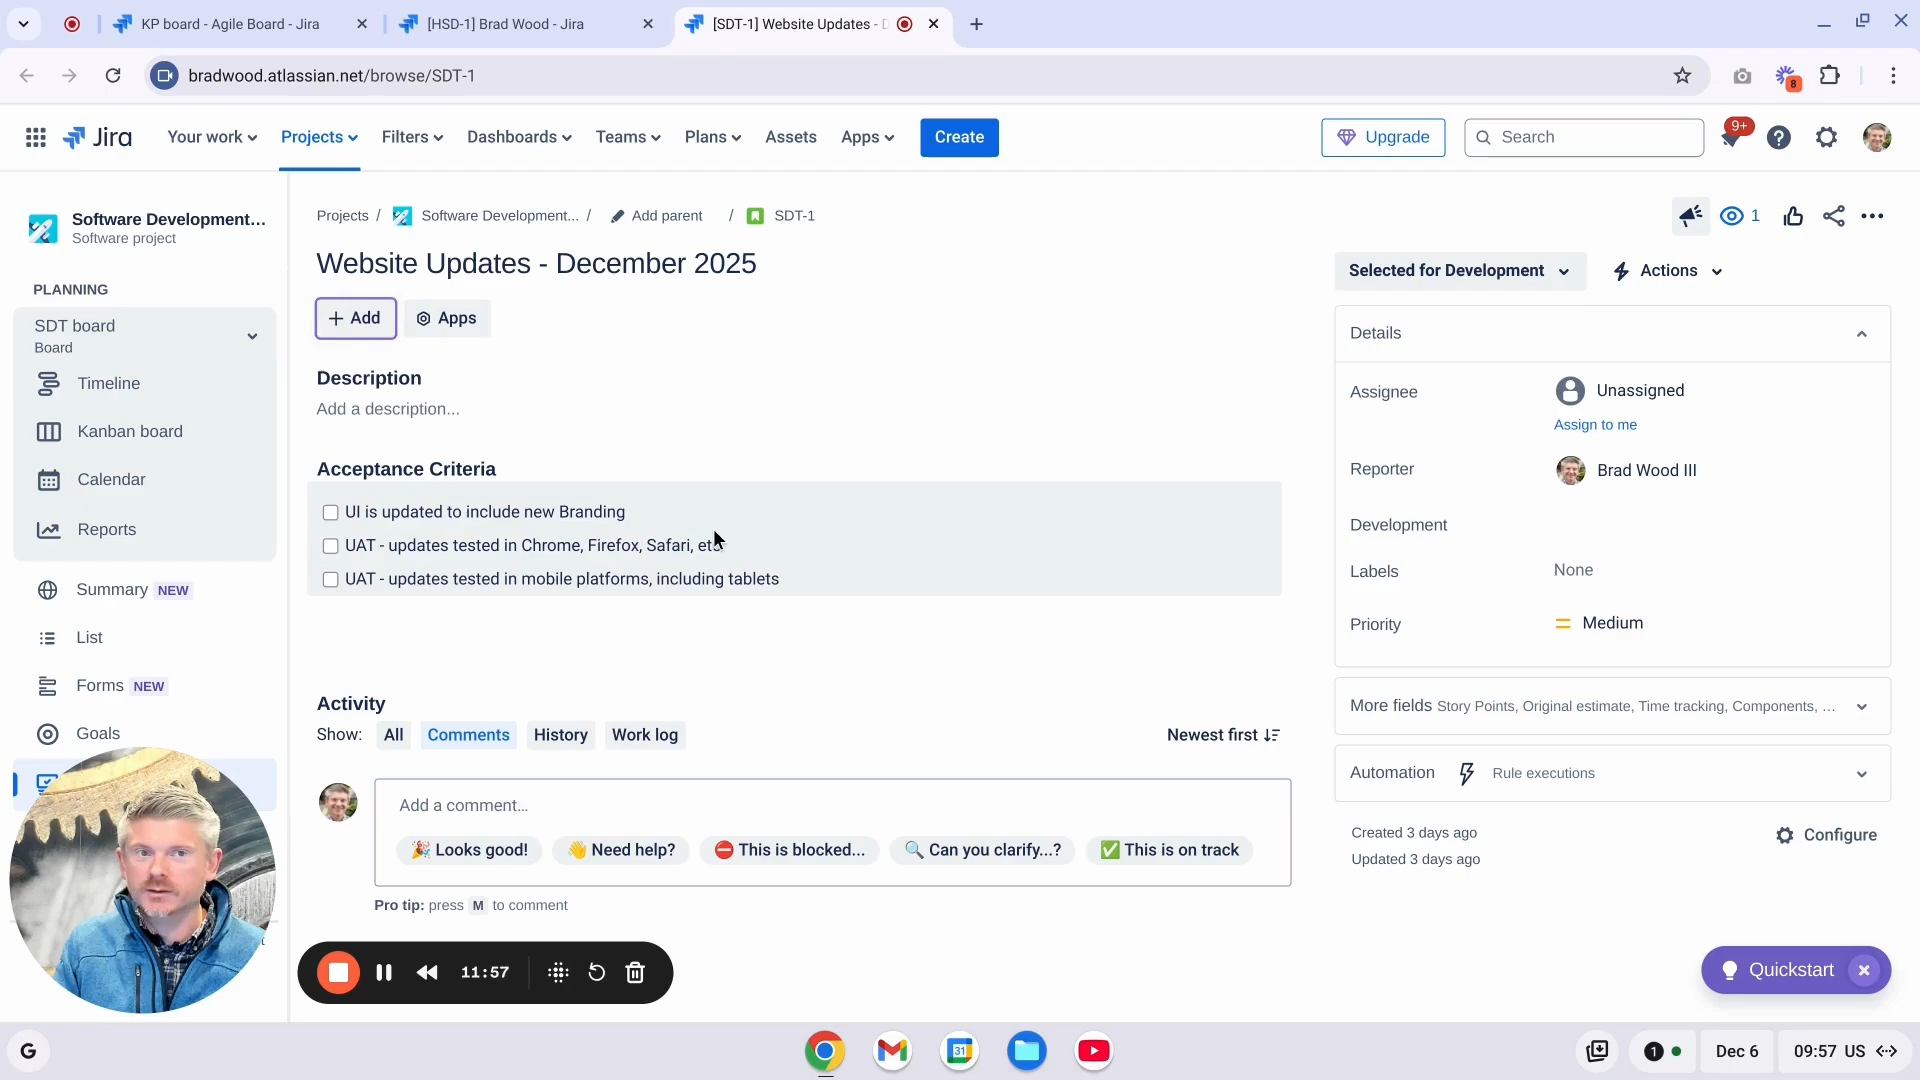 KP board - Agile Board - Jira
[HSD-1] Brad Wood - Jira
[SDT-1] Website Updates - D
bradwood.atlassian.net/browse/SDT-1
8
Jira
Your work
Projects
Filters
Dashboards
Teams
Plans
Assets
Apps
Create
Upgrade
Search
9+
Software Development...
Software project
PLANNING
SDT board
Board
Timeline
Kanban board
Calendar
Reports
Summary NEW
List
Forms NEW
Goals
Projects / Software Development... / Add parent / SDT-1
1
Website Updates - December 2025
+ Add
Apps
Description
Add a description...
Acceptance Criteria
UI is updated to include new Branding
UAT - updates tested in Chrome, Firefox, Safari, etc
UAT - updates tested in mobile platforms, including tablets
Activity
Show: All Comments History Work log
Newest first
Add a comment...
🎉 Looks good!
👋 Need help?
⛔ This is blocked...
🔍 Can you clarify...?
✅ This is on track
Pro tip: press M to comment
11:57
Selected for Development
Actions
Details
Assignee
Unassigned
Assign to me
Reporter
Brad Wood III
Development
Labels
None
Priority
Medium
More fields Story Points, Original estimate, Time tracking, Components, ...
Automation
Rule executions
Created 3 days ago
Updated 3 days ago
Configure
Quickstart
G
31
1
Dec 6
09:57 US